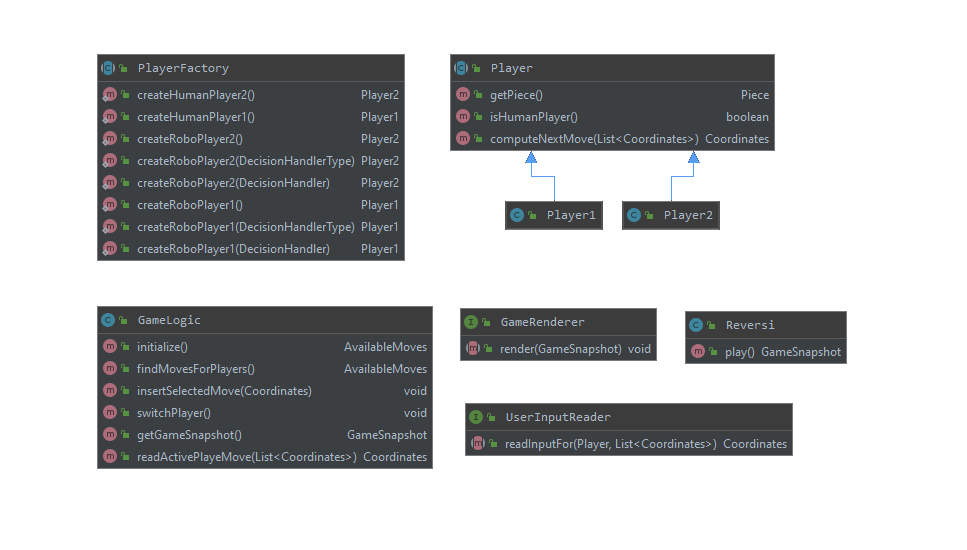 PlayerFactory
createHumanPlayer2() Player2
createHumanPlayer1() Player1
createRoboPlayer2() Player2
createRoboPlayer2(DecisionHandlerType) Player2
createRoboPlayer2(DecisionHandler) Player2
createRoboPlayer1() Player1
createRoboPlayer1(DecisionHandlerType) Player1
createRoboPlayer1(DecisionHandler) Player1
Player
getPiece() Piece
isHumanPlayer() boolean
computeNextMove(List<Coordinates>) Coordinates
Player1
Player2
GameLogic
initialize() AvailableMoves
findMovesForPlayers() AvailableMoves
insertSelectedMove(Coordinates) void
switchPlayer() void
getGameSnapshot() GameSnapshot
readActivePlayeMove(List<Coordinates>) Coordinates
GameRenderer
render(GameSnapshot) void
Reversi
play() GameSnapshot
UserInputReader
readInputFor(Player, List<Coordinates>) Coordinates